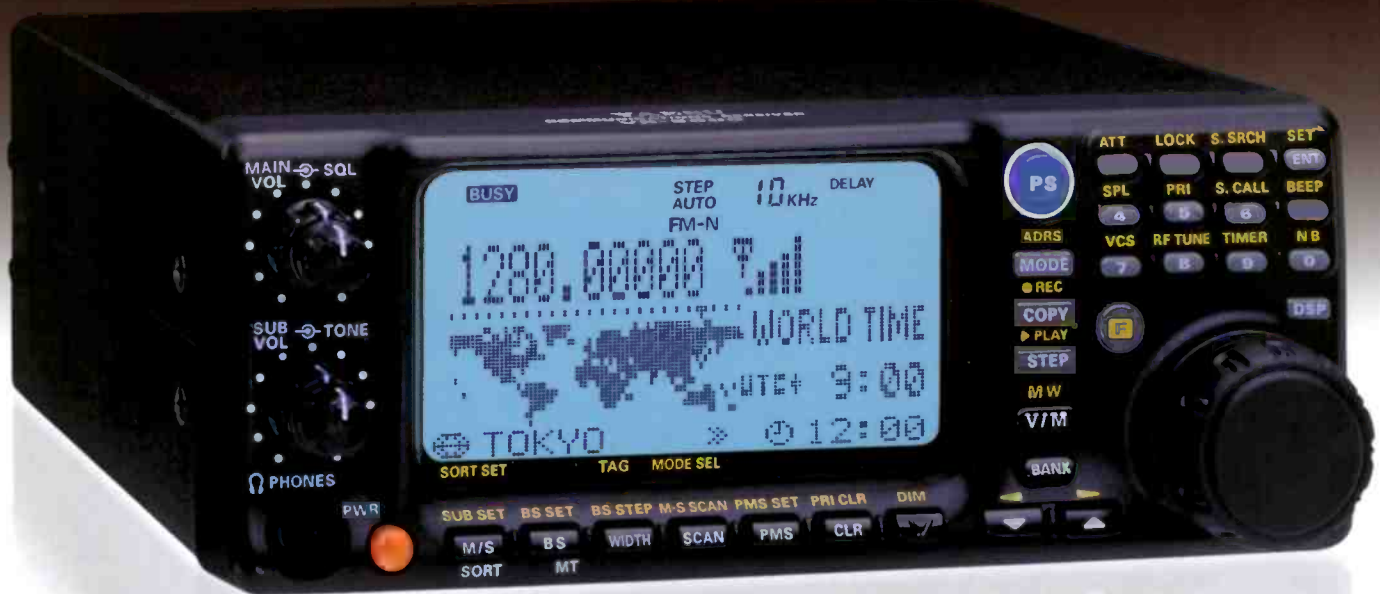 COMMUNICATIONS RECEIVER
MAIN VOL SQL
SUB VOL TONE
PHONES
PWR
BUSY
STEP AUTO 10 KHz DELAY
FM-N
1280.00000
WORLD TIME
UTC+ 9:00
TOKYO » 12:00
SORT SET TAG MODE SEL
SUB SET BS SET BS STEP M-S SCAN PMS SET PRI CLR DIM
M/S BS WIDTH SCAN PMS CLR
SORT MT
PS
ADRS
MODE
REC
COPY
PLAY
STEP
MW
V/M
BANK
ATT LOCK S. SRCH SET
ENT
SPL PRI S. CALL BEEP
4 5 6
VCS RF TUNE TIMER NB
7 8 9 0
F
DSP